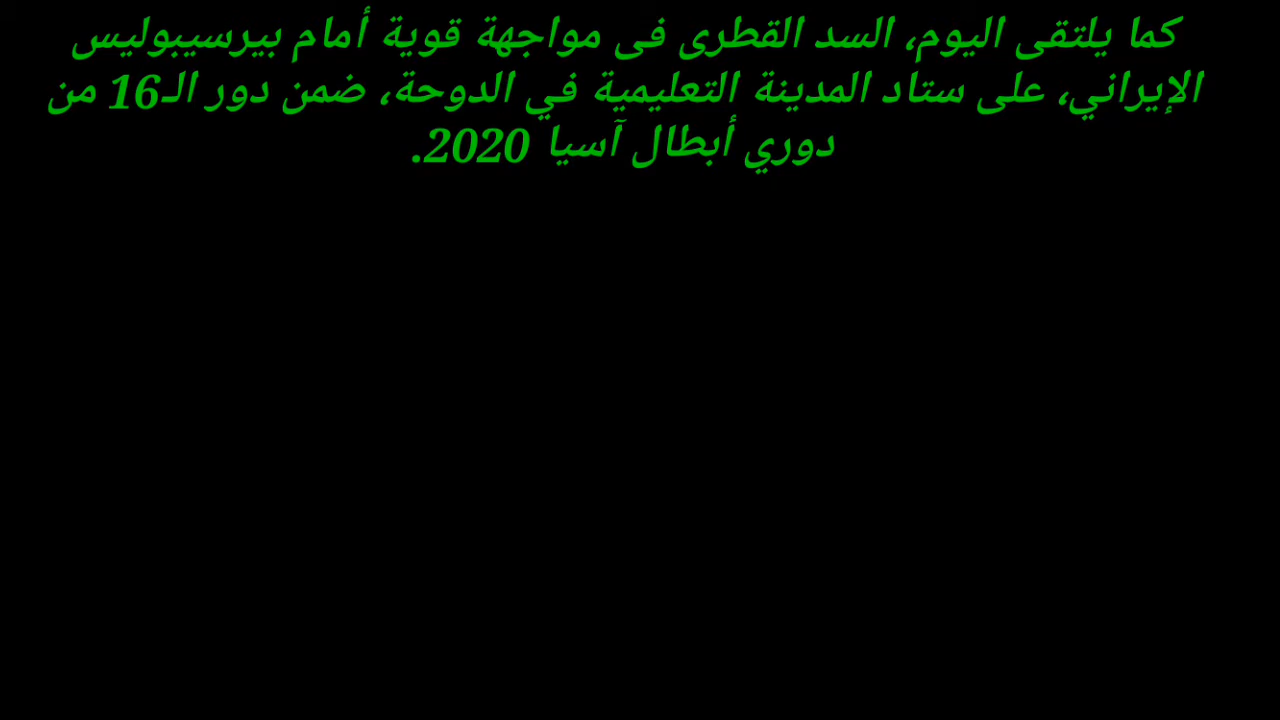 كما يلتقى اليوم، السد القطرى فى مواجهة قوية أمام بيرسيبوليس
الإيراني، على ستاد المدينة التعليمية في الدوحة، ضمن دور الـ16 من
دوري أبطال آسيا 2020.